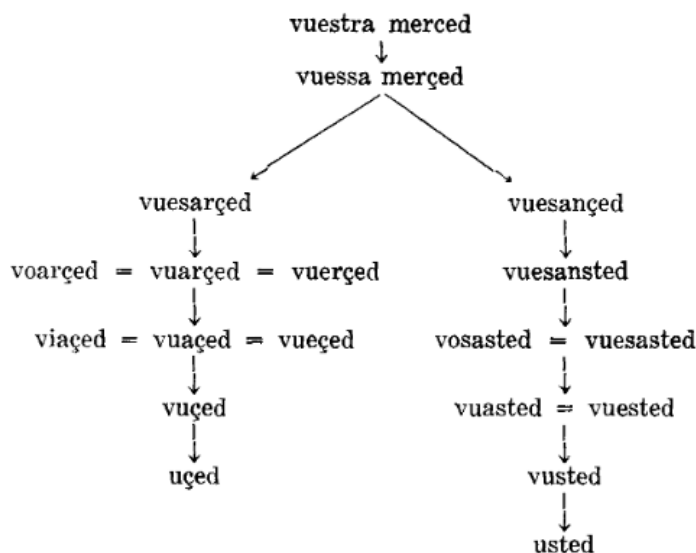 vuestra merced
vuessa merçed
vuesarçed vuesançed
voarçed = vuarçed = vuerçed vuesansted
viaçed = vuaçed = vueçed vosasted = vuesasted
vuçed vuasted = vuested
uçed vusted
usted